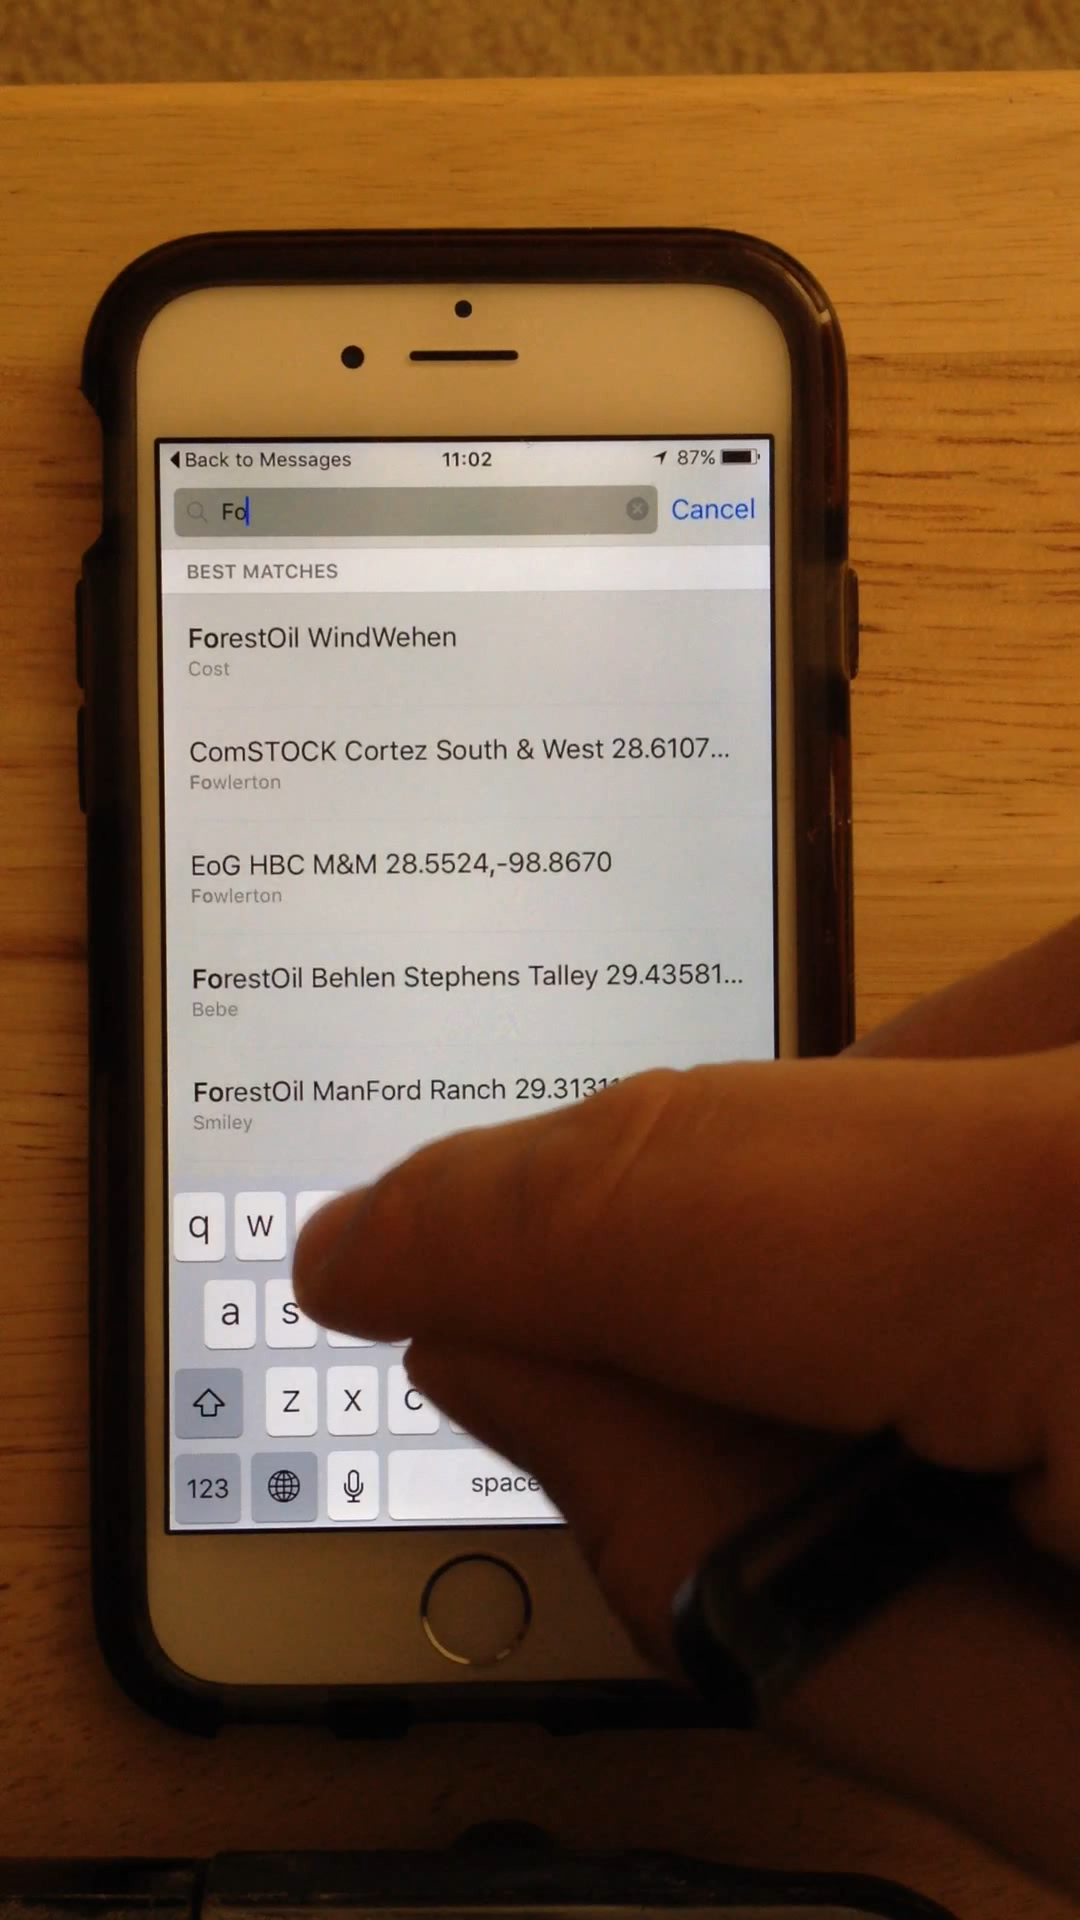 Back to Messages 11:02 87%
Fo Cancel
BEST MATCHES
ForestOil WindWehen
Cost
ComSTOCK Cortez South & West 28.6107...
Fowlerton
EoG HBC M&M 28.5524,-98.8670
Fowlerton
ForestOil Behlen Stephens Talley 29.43581...
Bebe
ForestOil ManFord Ranch
Smiley
q w
a s
z x c
123 space